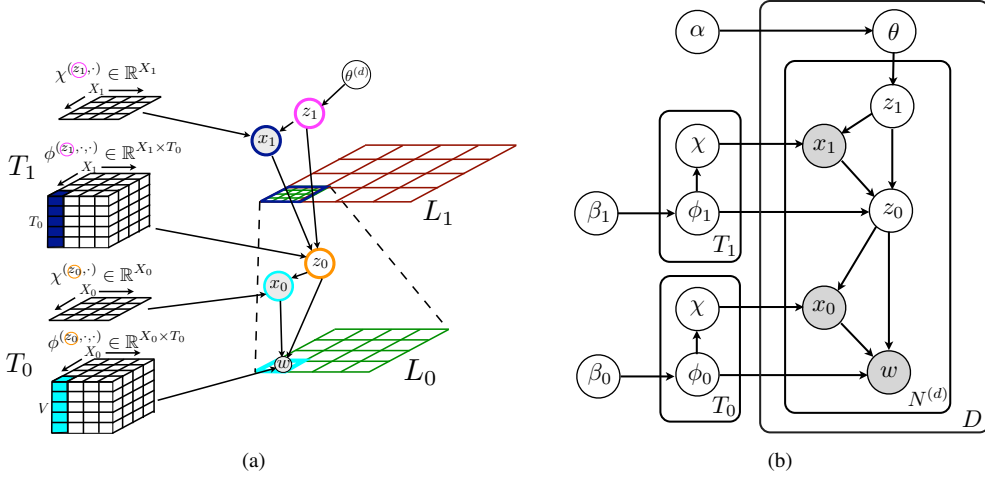 χ^(z₁,·) ∈ ℝ^X₁
X₁
θ^(d)
z₁
x₁
φ^(z₁,·,·) ∈ ℝ^X₁×T₀
X₁
T₁
T₀
L₁
z₀
χ^(z₀,·) ∈ ℝ^X₀
X₀
x₀
φ^(z₀,·,·) ∈ ℝ^X₀×T₀
X₀
T₀
V
w
L₀
(a)
α
θ
z₁
χ
x₁
β₁
φ₁
z₀
T₁
χ
x₀
β₀
φ₀
w
T₀
N^(d)
D
(b)